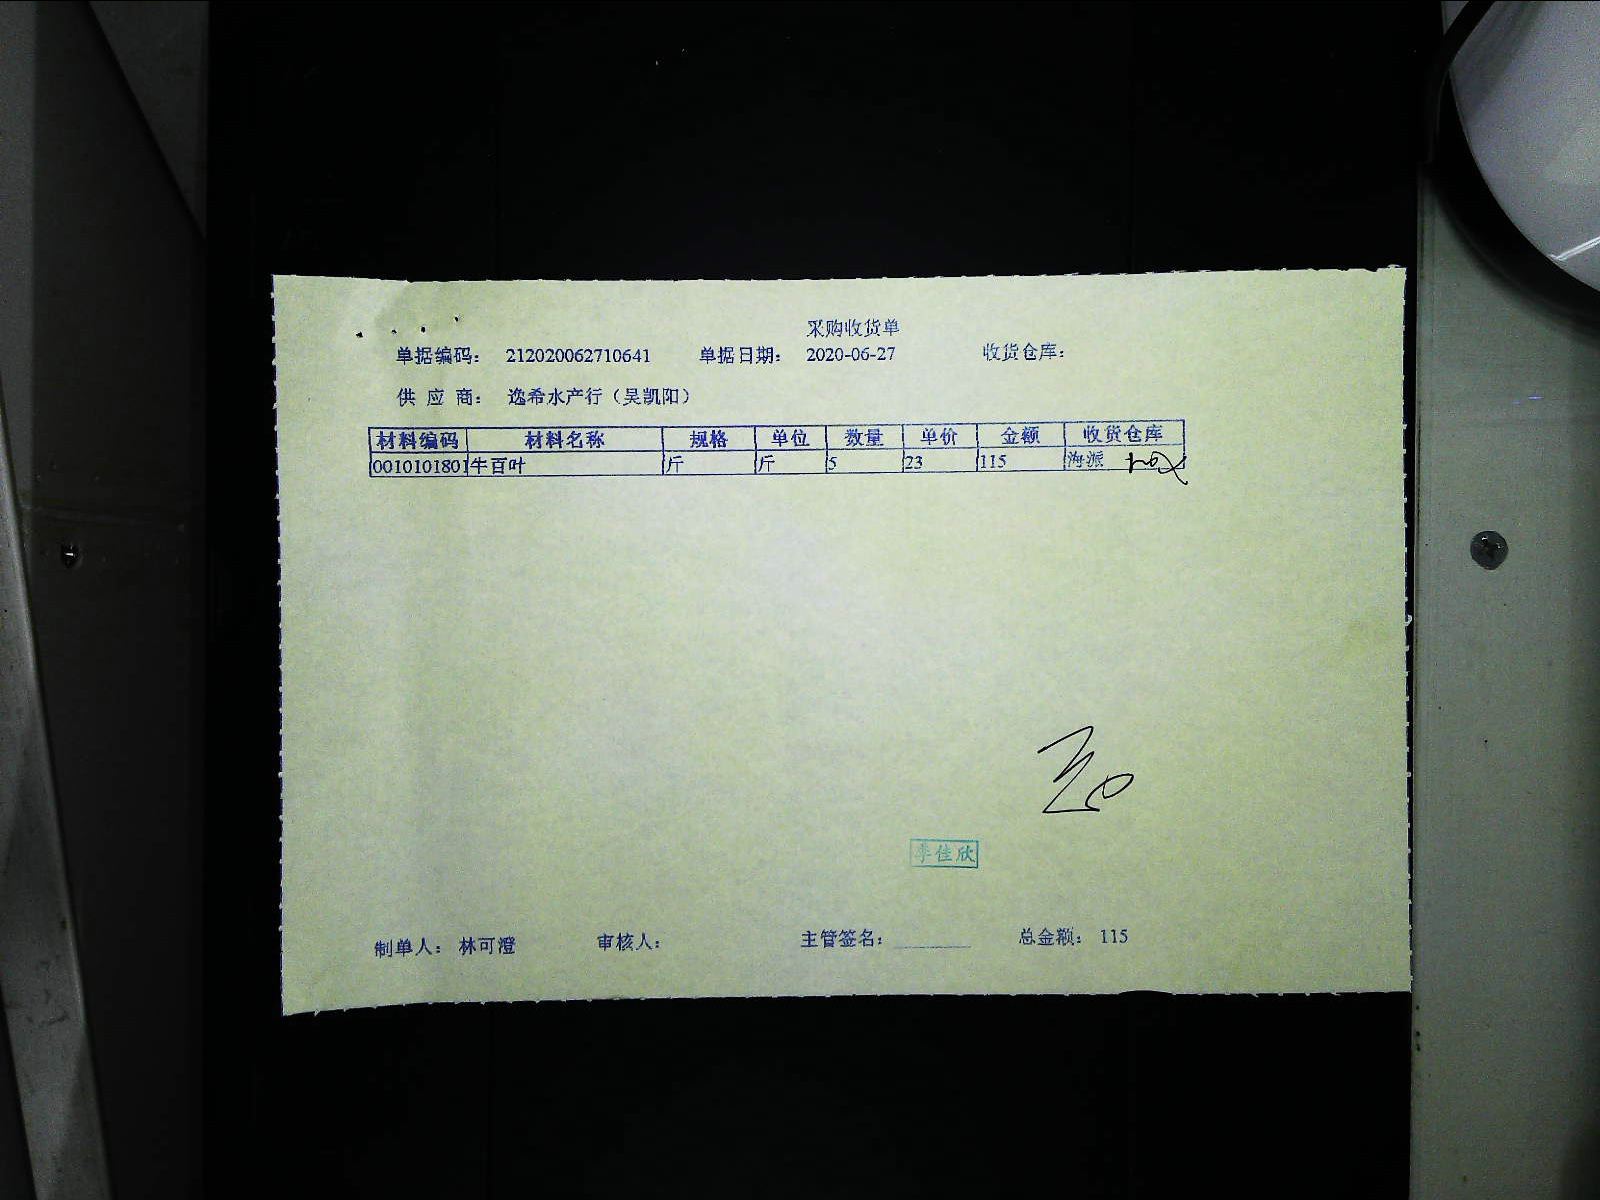 采购收货单
单据编码： 212020062710641 单据日期： 2020-06-27 收货仓库：
供 应 商： 逸希水产行（吴凯阳）
材料编码 材料名称 规格 单位 数量 单价 金额 收货仓库
0010101801 牛百叶 斤 斤 5 23 115 海派
李佳欣
制单人： 林可澄 审核人： 主管签名： 总金额： 115